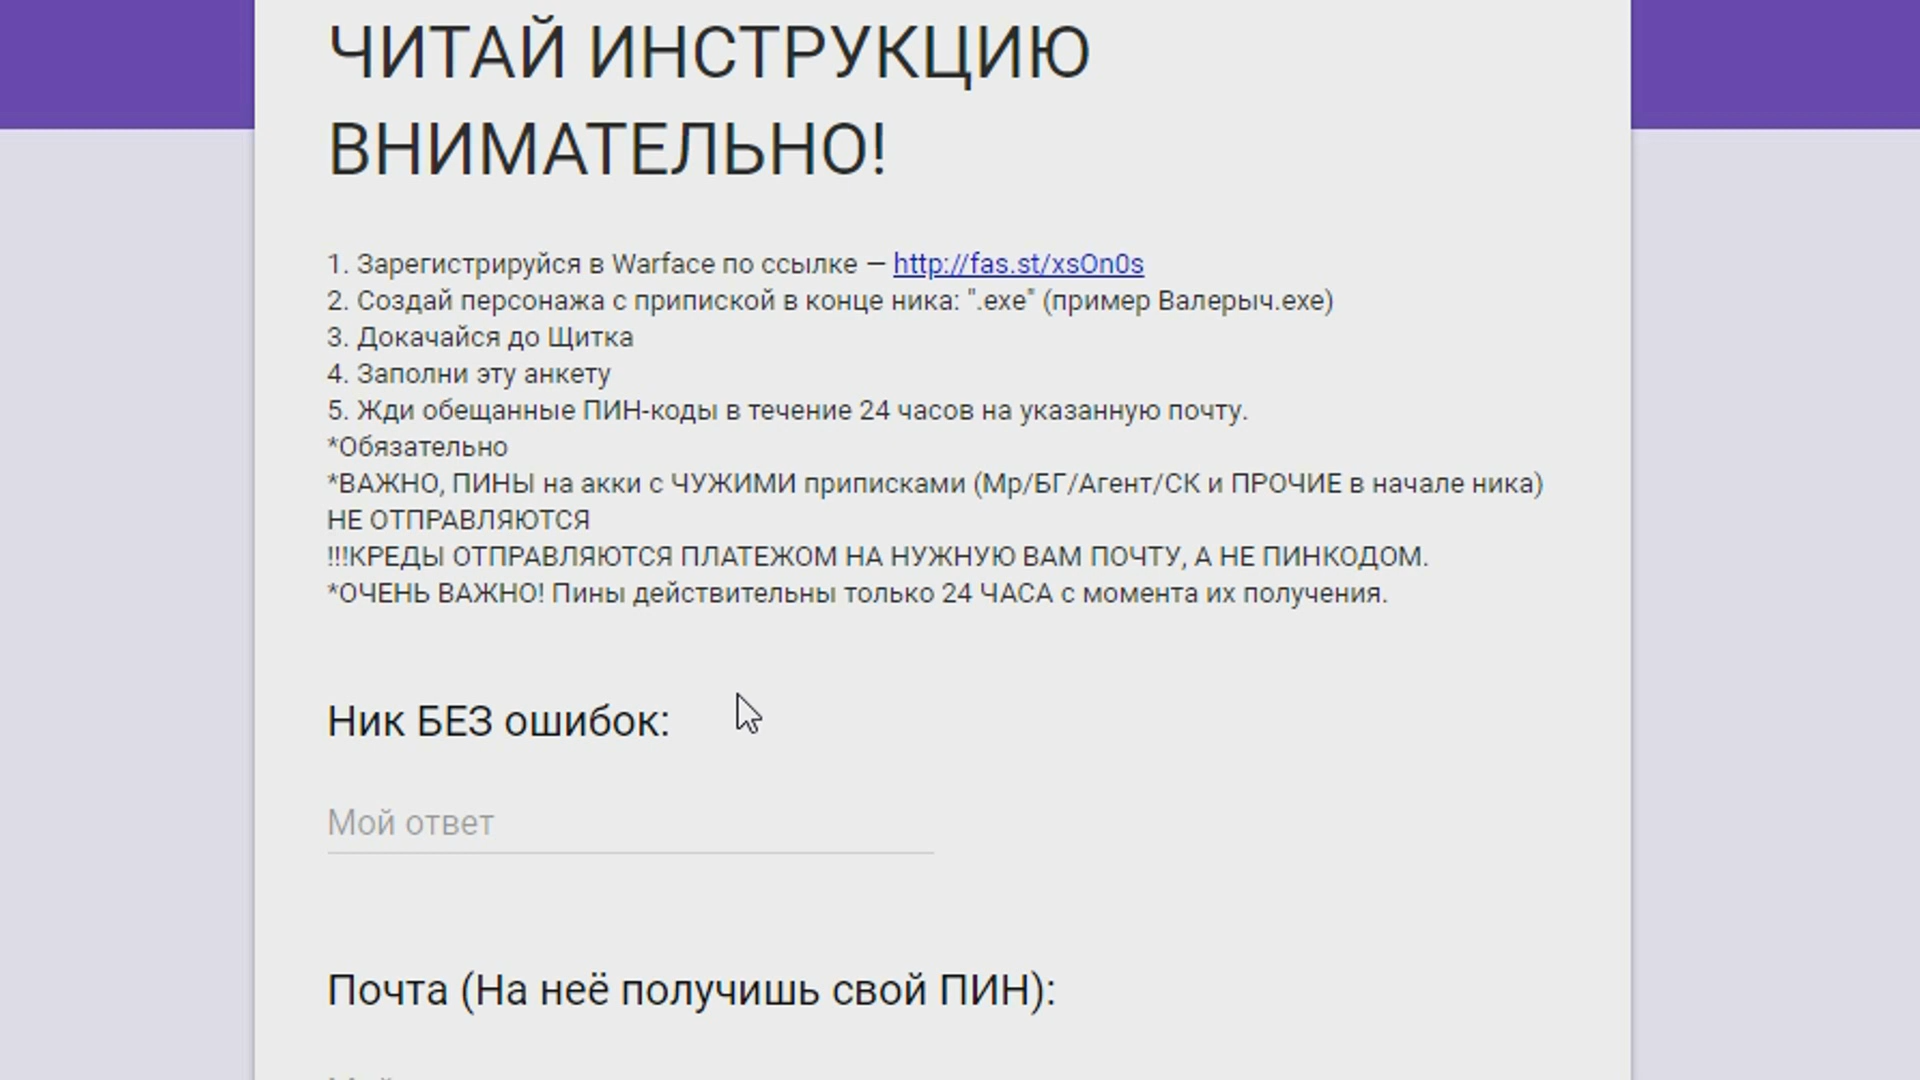 ЧИТАЙ ИНСТРУКЦИЮ
ВНИМАТЕЛЬНО!
1. Зарегистрируйся в Warface по ссылке — http://fas.st/xsOn0s
2. Создай персонажа с припиской в конце ника: ".exe" (пример Валерыч.exe)
3. Докачайся до Щитка
4. Заполни эту анкету
5. Жди обещанные ПИН-коды в течение 24 часов на указанную почту.
*Обязательно
*ВАЖНО, ПИНЫ на акки с ЧУЖИМИ приписками (Мр/БГ/Агент/СК и ПРОЧИЕ в начале ника)
НЕ ОТПРАВЛЯЮТСЯ
!!!КРЕДЫ ОТПРАВЛЯЮТСЯ ПЛАТЕЖОМ НА НУЖНУЮ ВАМ ПОЧТУ, А НЕ ПИНКОДОМ.
*ОЧЕНЬ ВАЖНО! Пины действительны только 24 ЧАСА с момента их получения.
Ник БЕЗ ошибок:
Мой ответ
Почта (На неё получишь свой ПИН):